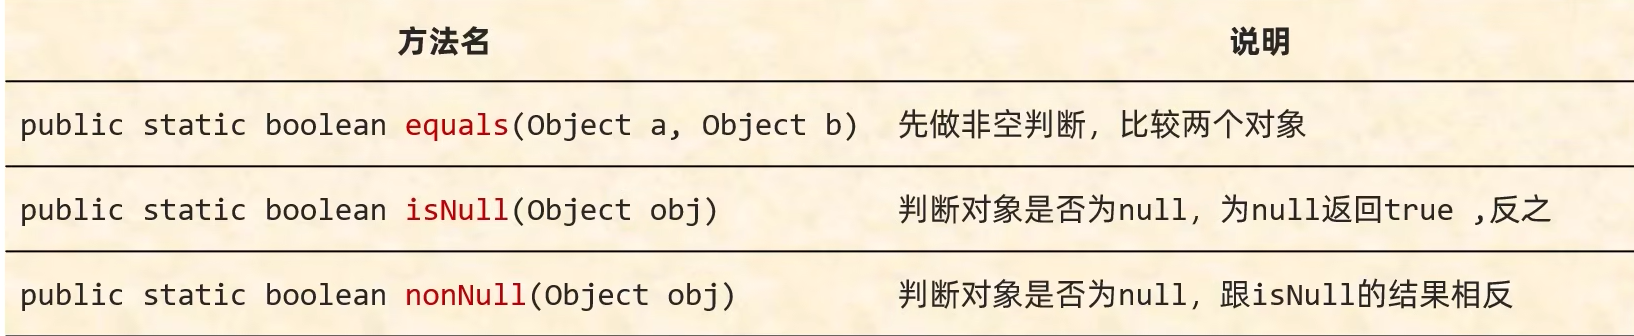 方法名 说明
public static boolean equals(Object a, Object b) 先做非空判断，比较两个对象
public static boolean isNull(Object obj) 判断对象是否为null，为null返回true ,反之
public static boolean nonNull(Object obj) 判断对象是否为null，跟isNull的结果相反